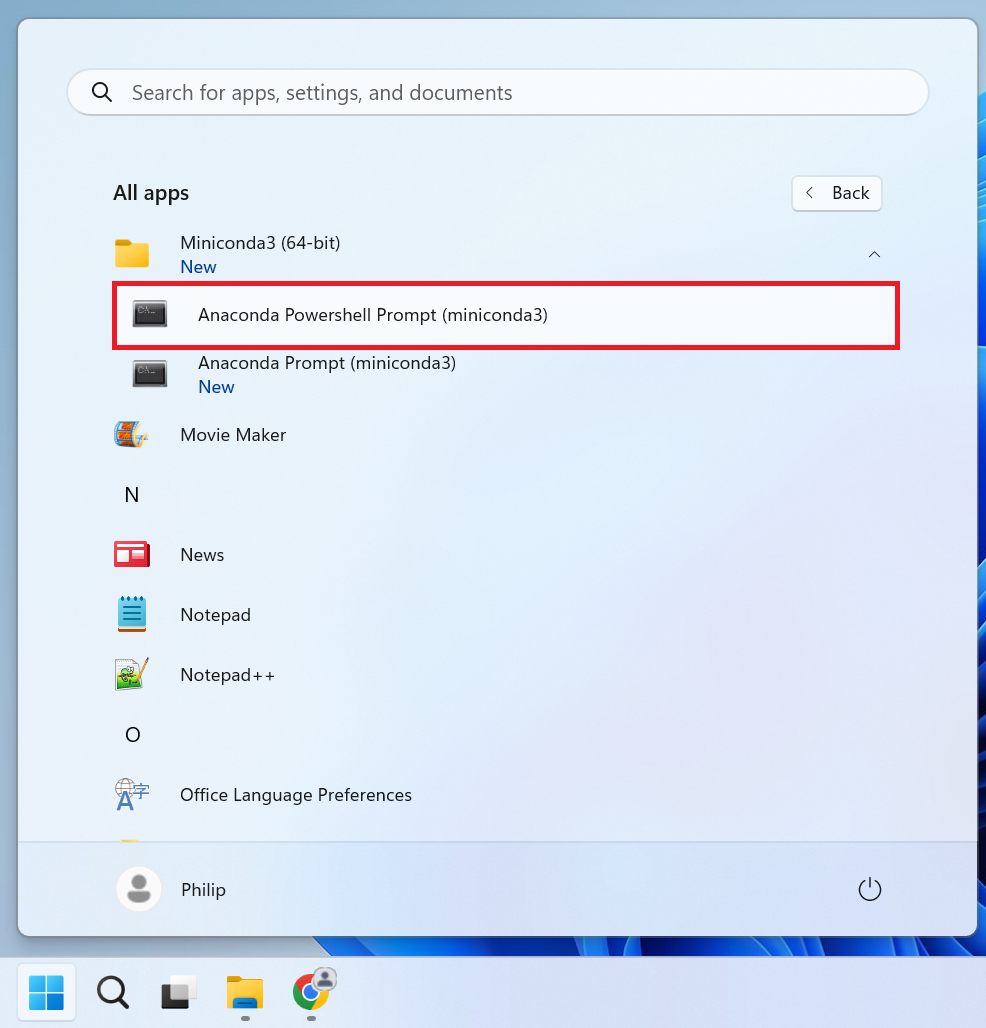 Search for apps, settings, and documents
All apps
Back
Miniconda3 (64-bit)
New
Anaconda Powershell Prompt (miniconda3)
Anaconda Prompt (miniconda3)
New
Movie Maker
N
News
Notepad
Notepad++
O
Office Language Preferences
Philip